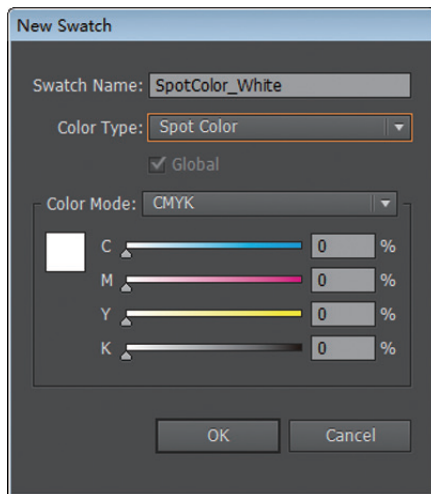 New Swatch
Swatch Name: SpotColor_White
Color Type: Spot Color
Global
Color Mode: CMYK
C 0 %
M 0 %
Y 0 %
K 0 %
OK Cancel